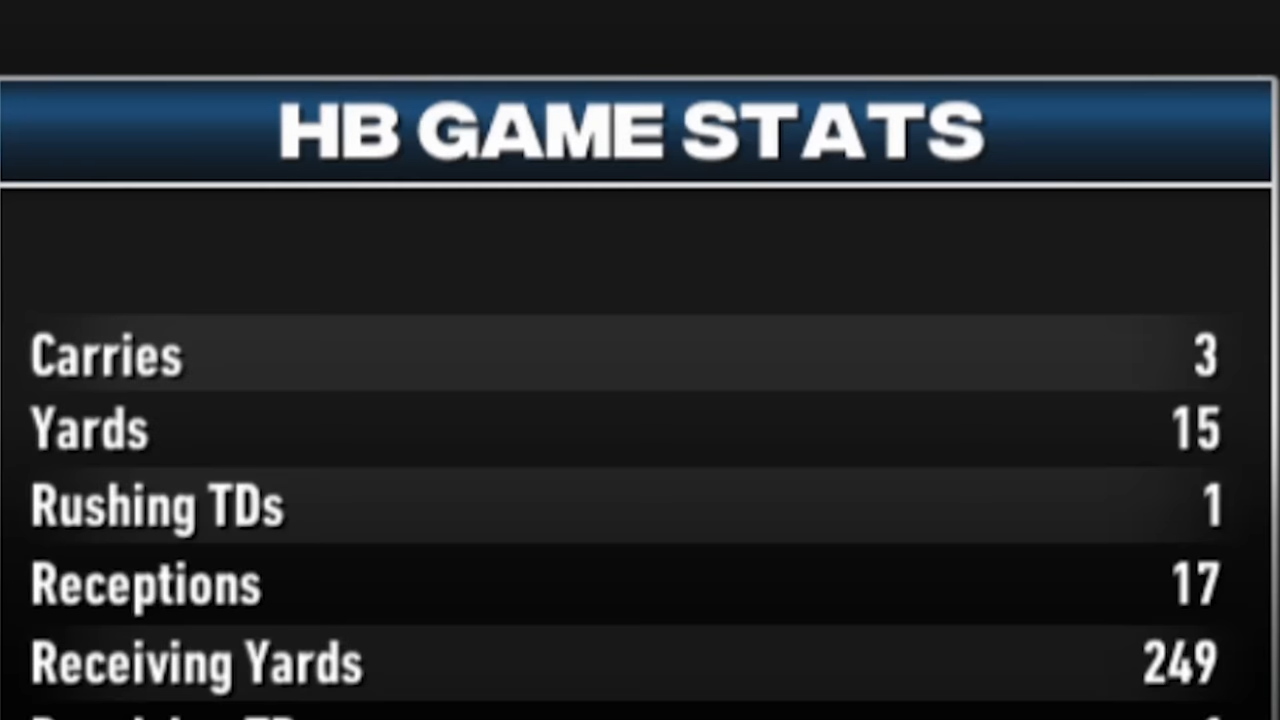 HB GAME STATS
Carries 3
Yards 15
Rushing TDs 1
Receptions 17
Receiving Yards 249